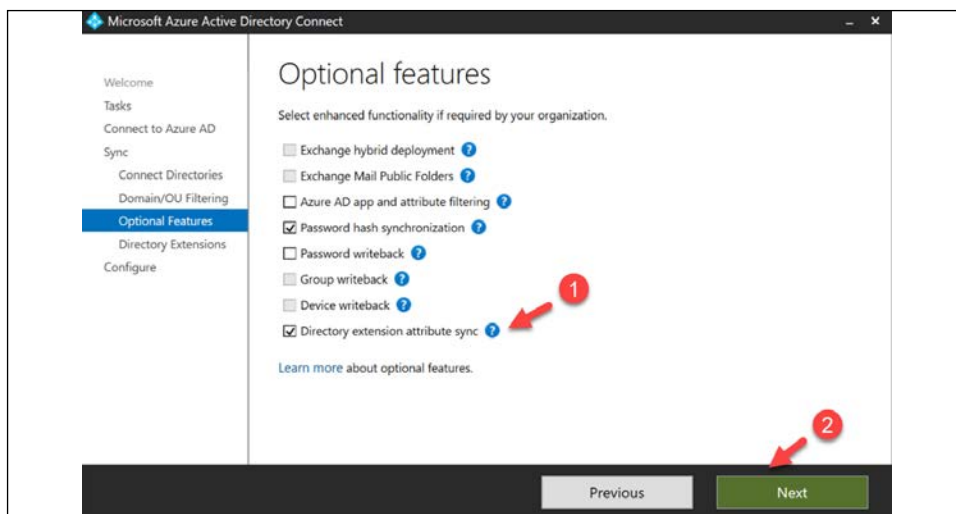 Microsoft Azure Active Directory Connect
Welcome
Tasks
Connect to Azure AD
Sync
Connect Directories
Domain/OU Filtering
Optional Features
Directory Extensions
Configure
Optional features
Select enhanced functionality if required by your organization.
Exchange hybrid deployment ?
Exchange Mail Public Folders ?
Azure AD app and attribute filtering ?
Password hash synchronization ?
Password writeback ?
Group writeback ?
Device writeback ?
Directory extension attribute sync ?
1
Learn more about optional features.
2
Previous
Next